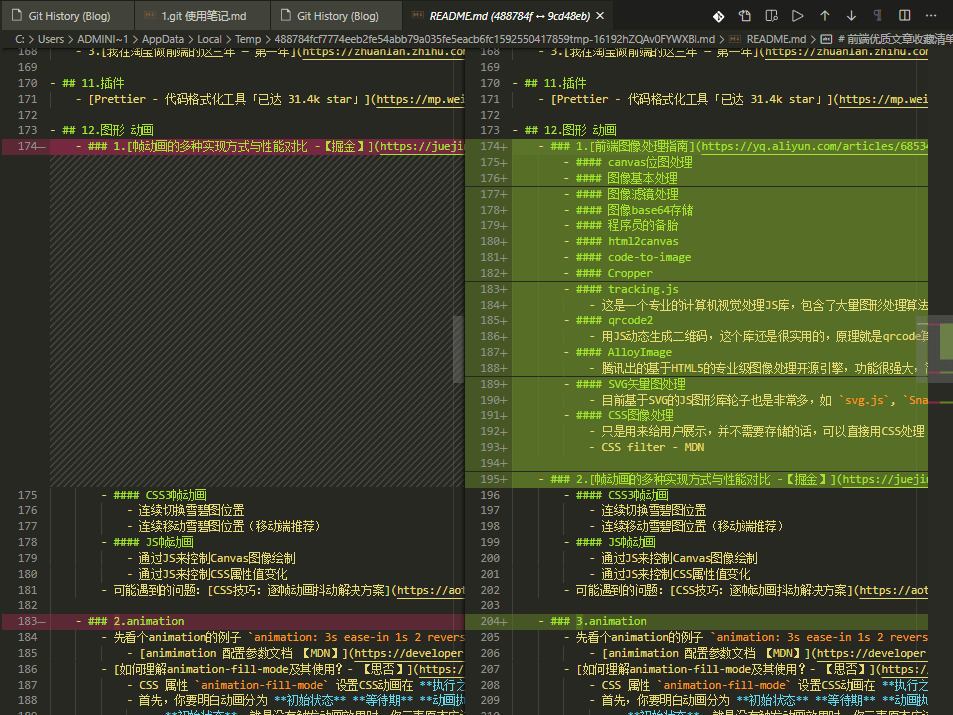 Git History (Blog)
1.git 使用笔记.md
Git History (Blog)
README.md (488784f ↔ 9cd48eb) ×
C: > Users > ADMINI~1 > AppData > Local > Temp > 488784fcf7774eeb2fe54abb79a035fe5eacb6fc1592550417859tmp-16192hZQAv0FYWXBl.md > README.md > # 前端优质文章收藏清单
168 - 3.[我在淘宝做前端的这三年 — 第一年](https://zhuanlan.zhihu.com
169
170 - ## 11.插件
171 - [Prettier - 代码格式化工具「已达 31.4k star」](https://mp.wei
172
173 - ## 12.图形 动画
174— - ### 1.[帧动画的多种实现方式与性能对比 -【掘金】](https://juejin
175 - #### CSS3帧动画
176 - 连续切换雪碧图位置
177 - 连续移动雪碧图位置（移动端推荐）
178 - #### JS帧动画
179 - 通过JS来控制Canvas图像绘制
180 - 通过JS来控制CSS属性值变化
181 - 可能遇到的问题：[CSS技巧：逐帧动画抖动解决方案](https://aot
182
183— - ### 2.animation
184 - 先看个animation的例子 `animation: 3s ease-in 1s 2 revers
185 - [animimation 配置参数文档 【MDN】](https://developer
186 - [如何理解animation-fill-mode及其使用？-【思否】](https:/
187 - CSS 属性 `animation-fill-mode` 设置CSS动画在 **执行之
188 - 首先，你要明白动画分为 **初始状态** **等待期** **动画执
189 **初始状态**
168 - 3.[我在淘宝做前端的这三年 — 第一年](https://zhuanlan.zhihu.com
169
170 - ## 11.插件
171 - [Prettier - 代码格式化工具「已达 31.4k star」](https://mp.wei
172
173 - ## 12.图形 动画
174+ - ### 1.[前端图像处理指南](https://yq.aliyun.com/articles/68534
175+ - #### canvas位图处理
176+ - #### 图像基本处理
177+ - #### 图像滤镜处理
178+ - #### 图像base64存储
179+ - #### 程序员的备胎
180+ - #### html2canvas
181+ - #### code-to-image
182+ - #### Cropper
183+ - #### tracking.js
184+ - 这是一个专业的计算机视觉处理JS库，包含了大量图形处理算法
185+ - #### qrcode2
186+ - 用JS动态生成二维码，这个库还是很实用的，原理就是qrcode
187+ - #### AlloyImage
188+ - 腾讯出的基于HTML5的专业级图像处理开源引擎，功能很强大，
189+ - #### SVG矢量图处理
190+ - 目前基于SVG的JS图形库轮子也是非常多，如 `svg.js`, `Sna
191+ - #### CSS图像处理
192+ - 只是用来给用户展示，并不需要存储的话，可以直接用CSS处理
193+ - CSS filter - MDN
194+
195+ - ### 2.[帧动画的多种实现方式与性能对比 -【掘金】](https://juejin
196 - #### CSS3帧动画
197 - 连续切换雪碧图位置
198 - 连续移动雪碧图位置（移动端推荐）
199 - #### JS帧动画
200 - 通过JS来控制Canvas图像绘制
201 - 通过JS来控制CSS属性值变化
202 - 可能遇到的问题：[CSS技巧：逐帧动画抖动解决方案](https://aot
203
204+ - ### 3.animation
205 - 先看个animation的例子 `animation: 3s ease-in 1s 2 revers
206 - [animimation 配置参数文档 【MDN】](https://developer
207 - [如何理解animation-fill-mode及其使用？-【思否】](https:/
208 - CSS 属性 `animation-fill-mode` 设置CSS动画在 **执行之
209 - 首先，你要明白动画分为 **初始状态** **等待期** **动画执
210 **初始状态**